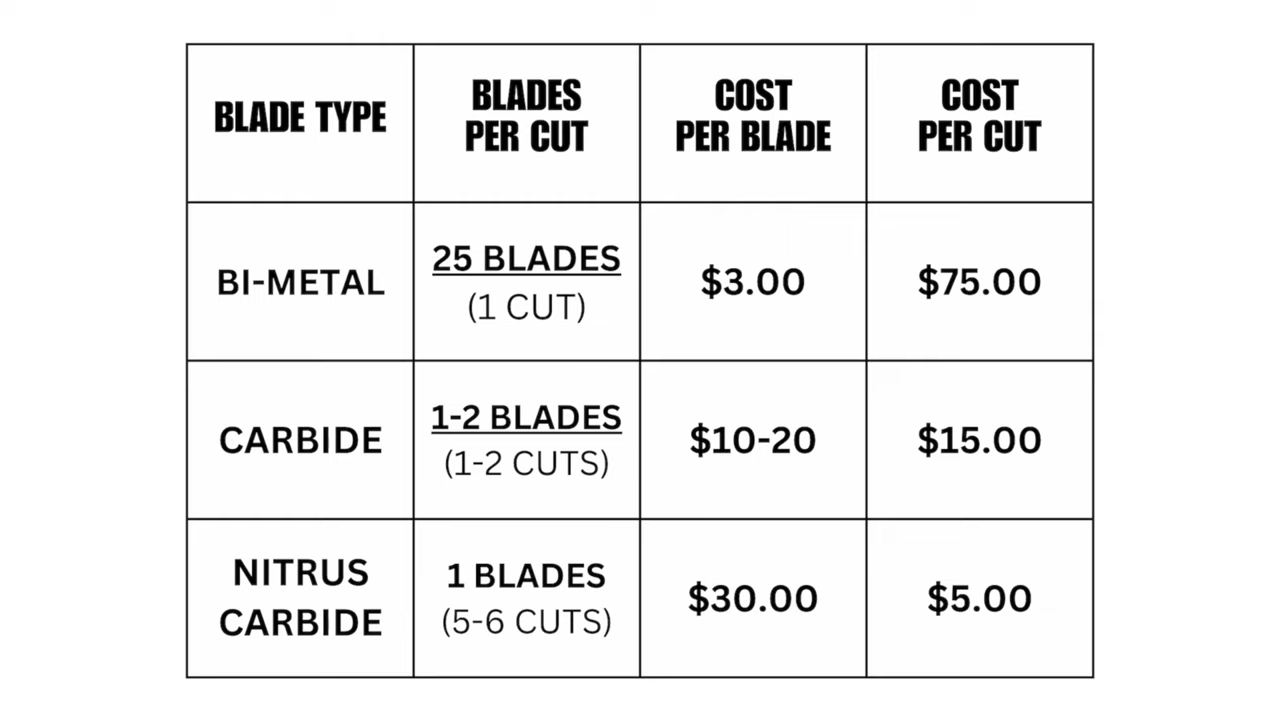 BLADE TYPE
BLADES
PER CUT
COST
PER BLADE
COST
PER CUT
BI-METAL
25 BLADES
(1 CUT)
$3.00
$75.00
CARBIDE
1-2 BLADES
(1-2 CUTS)
$10-20
$15.00
NITRUS
CARBIDE
1 BLADES
(5-6 CUTS)
$30.00
$5.00